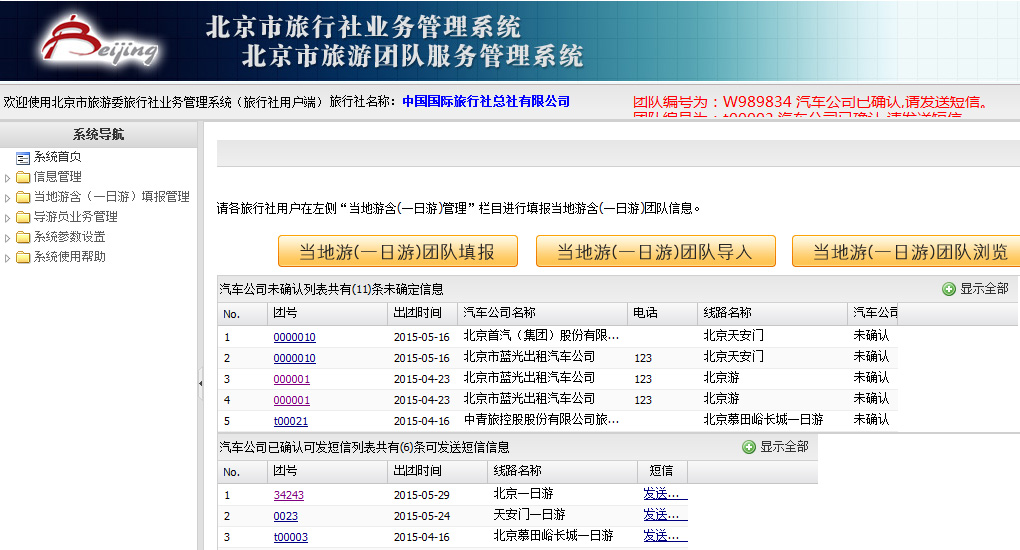 Beijing
北京市旅行社业务管理系统
北京市旅游团队服务管理系统
欢迎使用北京市旅游委旅行社业务管理系统（旅行社用户端）旅行社名称：中国国际旅行社总社有限公司
团队编号为：W989834 汽车公司已确认,请发送短信。
团队编号为：t00003 汽车公司已确认,请发送短信
系统导航
系统首页
信息管理
当地游含（一日游）填报管理
导游员业务管理
系统参数设置
系统使用帮助
请各旅行社用户在左侧“当地游含(一日游)管理”栏目进行填报当地游含(一日游)团队信息。
当地游(一日游)团队填报 当地游(一日游)团队导入 当地游(一日游)团队浏览
汽车公司未确认列表共有(11)条未确定信息 显示全部
No. 团号 出团时间 汽车公司名称 电话 线路名称 汽车公司
1 0000010 2015-05-16 北京首汽（集团）股份有限... 北京天安门 未确认
2 0000010 2015-05-16 北京市蓝光出租汽车公司 123 北京天安门 未确认
3 000001 2015-04-23 北京市蓝光出租汽车公司 123 北京游 未确认
4 000001 2015-04-23 北京市蓝光出租汽车公司 123 北京游 未确认
5 t00021 2015-04-16 中青旅控股股份有限公司旅... 北京慕田峪长城一日游 未确认
汽车公司已确认可发短信列表共有(6)条可发送短信信息 显示全部
No. 团号 出团时间 线路名称 短信
1 34243 2015-05-29 北京一日游 发送...
2 0023 2015-05-24 天安门一日游 发送...
3 t00003 2015-04-16 北京慕田峪长城一日游 发送...